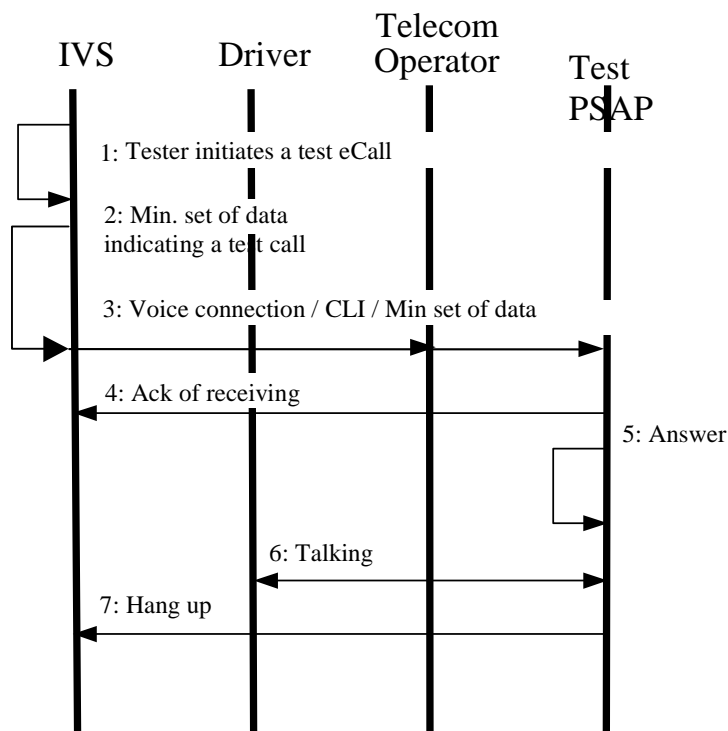 IVS
Driver
Telecom
Operator
Test
PSAP
1: Tester initiates a test eCall
2: Min. set of data
indicating a test call
3: Voice connection / CLI / Min set of data
4: Ack of receiving
5: Answer
6: Talking
7: Hang up